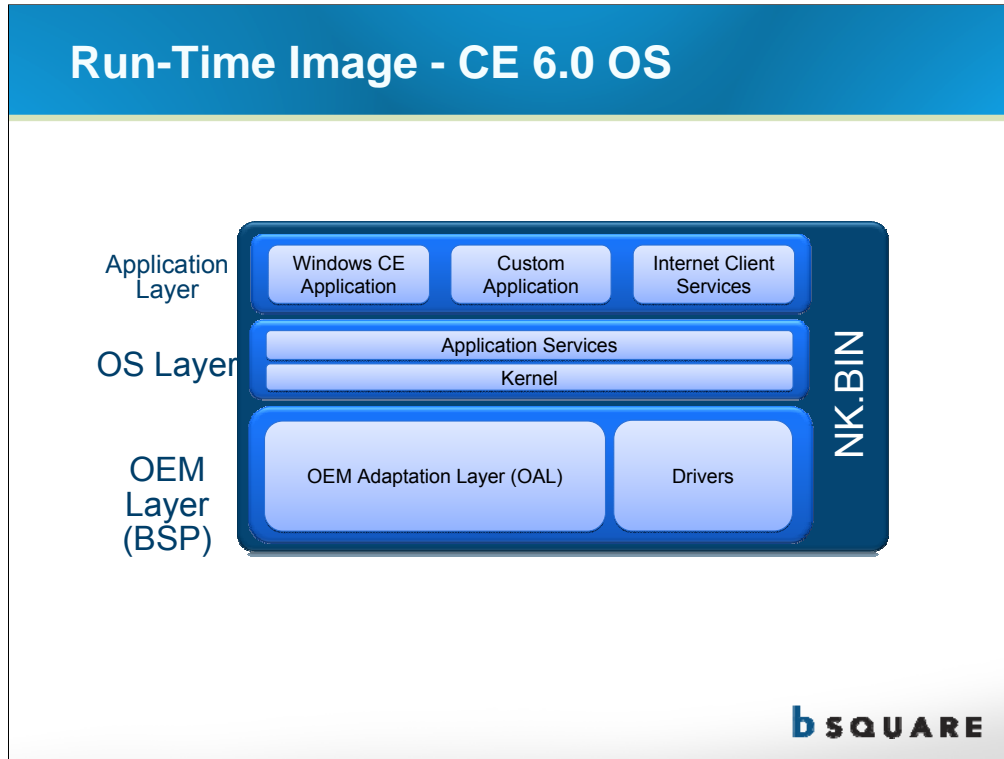 Run-Time Image - CE 6.0 OS
Application
Layer
Windows CE
Application
Custom
Application
Internet Client
Services
OS Layer
Application Services
Kernel
OEM
Layer
(BSP)
OEM Adaptation Layer (OAL)
Drivers
NK.BIN
b SQUARE